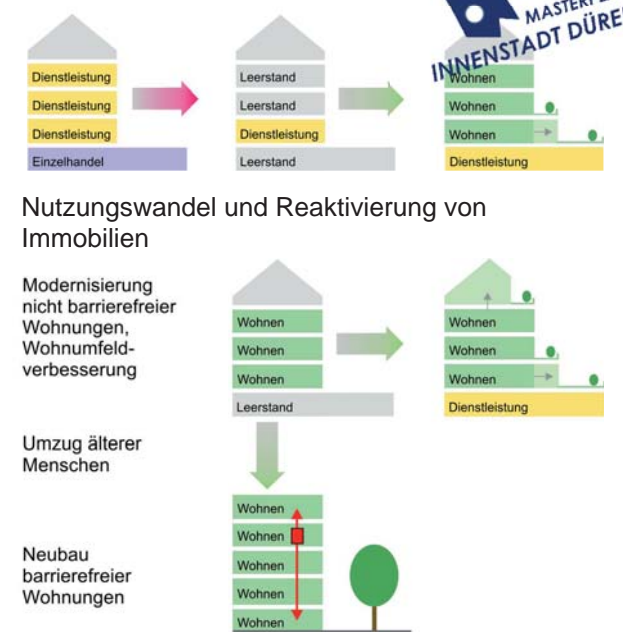 MASTERPL
INNENSTADT DÜRE
Dienstleistung
Dienstleistung
Dienstleistung
Einzelhandel
Leerstand
Leerstand
Dienstleistung
Leerstand
Wohnen
Wohnen
Wohnen
Dienstleistung
Nutzungswandel und Reaktivierung von
Immobilien
Modernisierung
nicht barrierefreier
Wohnungen,
Wohnumfeld-
verbesserung
Wohnen
Wohnen
Wohnen
Leerstand
Wohnen
Wohnen
Wohnen
Dienstleistung
Umzug älterer
Menschen
Neubau
barrierefreier
Wohnungen
Wohnen
Wohnen
Wohnen
Wohnen
Wohnen